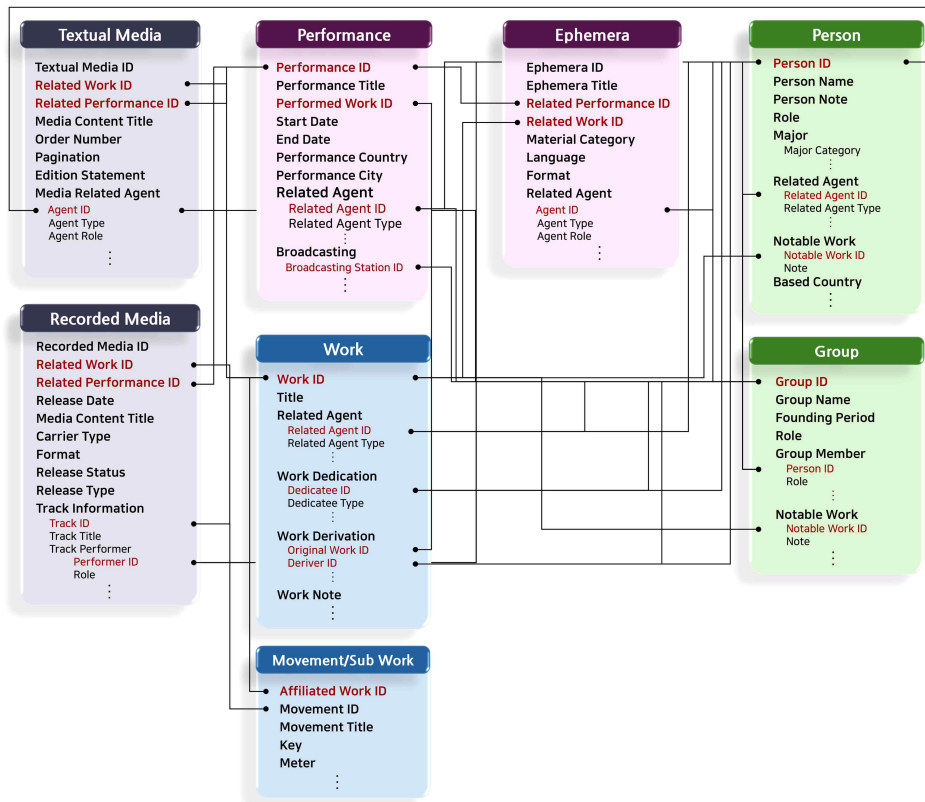 Textual Media
Textual Media ID
Related Work ID
Related Performance ID
Media Content Title
Order Number
Pagination
Edition Statement
Media Related Agent
Agent ID
Agent Type
Agent Role
⋮
Performance
Performance ID
Performance Title
Performed Work ID
Start Date
End Date
Performance Country
Performance City
Related Agent
Related Agent ID
Related Agent Type
⋮
Broadcasting
Broadcasting Station ID
⋮
Ephemera
Ephemera ID
Ephemera Title
Related Performance ID
Related Work ID
Material Category
Language
Format
Related Agent
Agent ID
Agent Type
Agent Role
⋮
Person
Person ID
Person Name
Person Note
Role
Major
Major Category
⋮
Related Agent
Related Agent ID
Related Agent Type
⋮
Notable Work
Notable Work ID
Note
Based Country
⋮
Recorded Media
Recorded Media ID
Related Work ID
Related Performance ID
Release Date
Media Content Title
Carrier Type
Format
Release Status
Release Type
Track Information
Track ID
Track Title
Track Performer
Performer ID
Role
⋮
Work
Work ID
Title
Related Agent
Related Agent ID
Related Agent Type
⋮
Work Dedication
Dedicatee ID
Dedicatee Type
⋮
Work Derivation
Original Work ID
Deriver ID
⋮
Work Note
⋮
Group
Group ID
Group Name
Founding Period
Role
Group Member
Person ID
Role
⋮
Notable Work
Notable Work ID
Note
⋮
Movement/Sub Work
Affiliated Work ID
Movement ID
Movement Title
Key
Meter
⋮